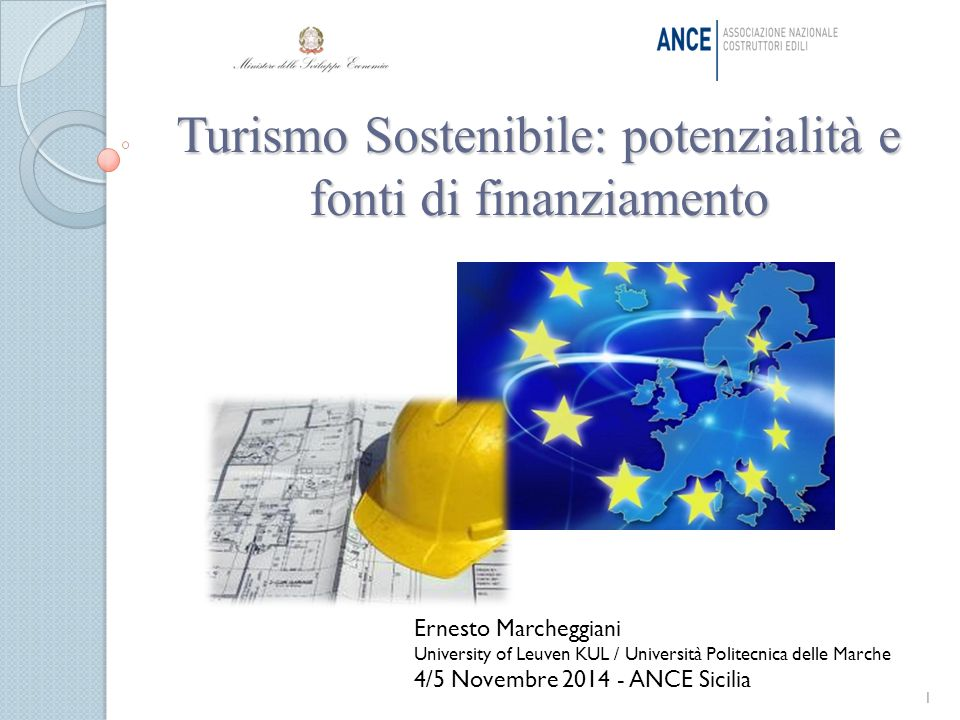 Ministero dello Sviluppo Economico
ANCE
ASSOCIAZIONE NAZIONALE
COSTRUTTORI EDILI
Turismo Sostenibile: potenzialità e
fonti di finanziamento
Ernesto Marcheggiani
University of Leuven KUL / Università Politecnica delle Marche
4/5 Novembre 2014 - ANCE Sicilia
1